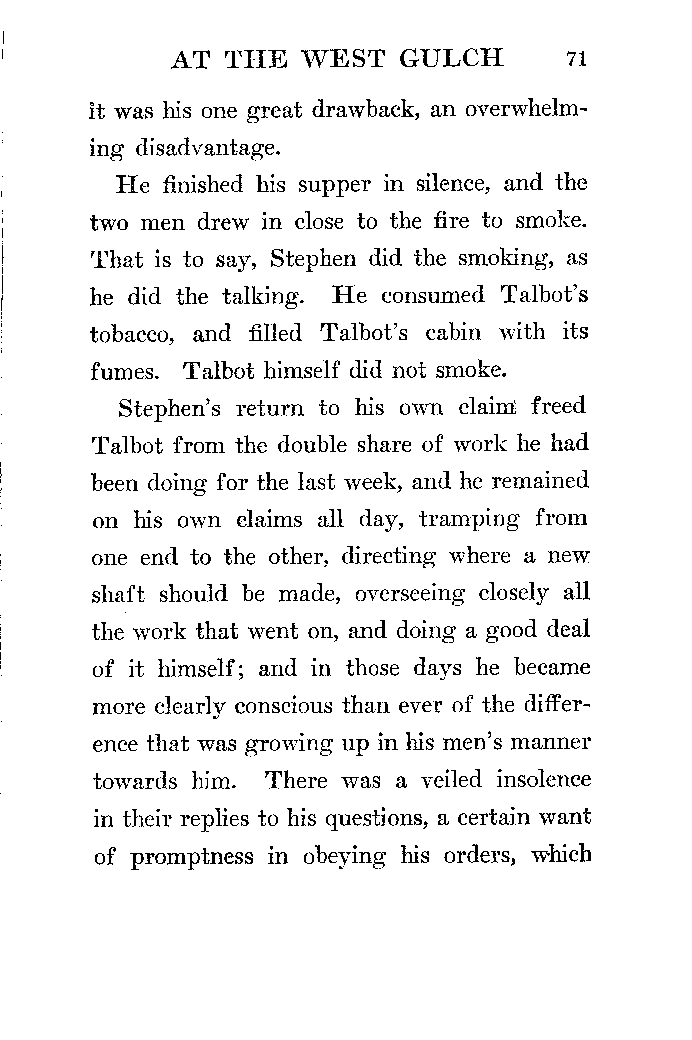 AT THE WEST GULCH 71
it was his one great drawback, an overwhelm-
ing disadvantage.
He finished his supper in silence, and the
two men drew in close to the fire to smoke.
That is to say, Stephen did the smoking, as
he did the talking. He consumed Talbot's
tobacco, and filled Talbot's cabin with its
fumes. Talbot himself did not smoke.
Stephen's return to his own claim freed
Talbot from the double share of work he had
been doing for the last week, and he remained
on his own claims all day, tramping from
one end to the other, directing where a new
shaft should be made, overseeing closely all
the work that went on, and doing a good deal
of it himself; and in those days he became
more clearly conscious than ever of the differ-
ence that was growing up in his men's manner
towards him. There was a veiled insolence
in their replies to his questions, a certain want
of promptness in obeying his orders, which